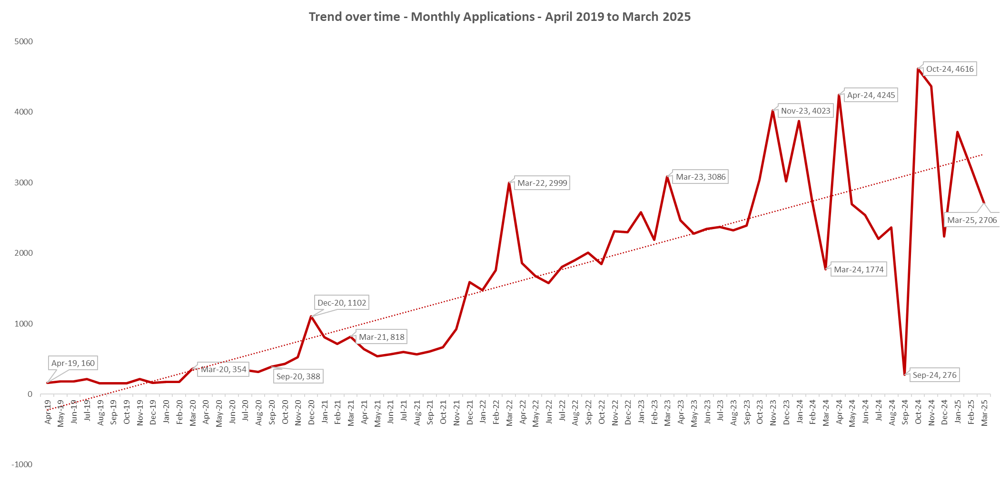 Trend over time - Monthly Applications - April 2019 to March 2025
5000
4000
3000
2000
1000
0
-1000
Apr-19, 160
Mar-20, 354
Sep-20, 388
Dec-20, 1102
Mar-21, 818
Mar-22, 2999
Mar-23, 3086
Nov-23, 4023
Mar-24, 1774
Apr-24, 4245
Sep-24, 276
Oct-24, 4616
Mar-25, 2706
Apr-19
May-19
Jun-19
Jul-19
Aug-19
Sep-19
Oct-19
Nov-19
Dec-19
Jan-20
Feb-20
Mar-20
Apr-20
May-20
Jun-20
Jul-20
Aug-20
Sep-20
Oct-20
Nov-20
Dec-20
Jan-21
Feb-21
Mar-21
Apr-21
May-21
Jun-21
Jul-21
Aug-21
Sep-21
Oct-21
Nov-21
Dec-21
Jan-22
Feb-22
Mar-22
Apr-22
May-22
Jun-22
Jul-22
Aug-22
Sep-22
Oct-22
Nov-22
Dec-22
Jan-23
Feb-23
Mar-23
Apr-23
May-23
Jun-23
Jul-23
Aug-23
Sep-23
Oct-23
Nov-23
Dec-23
Jan-24
Feb-24
Mar-24
Apr-24
May-24
Jun-24
Jul-24
Aug-24
Sep-24
Oct-24
Nov-24
Dec-24
Jan-25
Feb-25
Mar-25